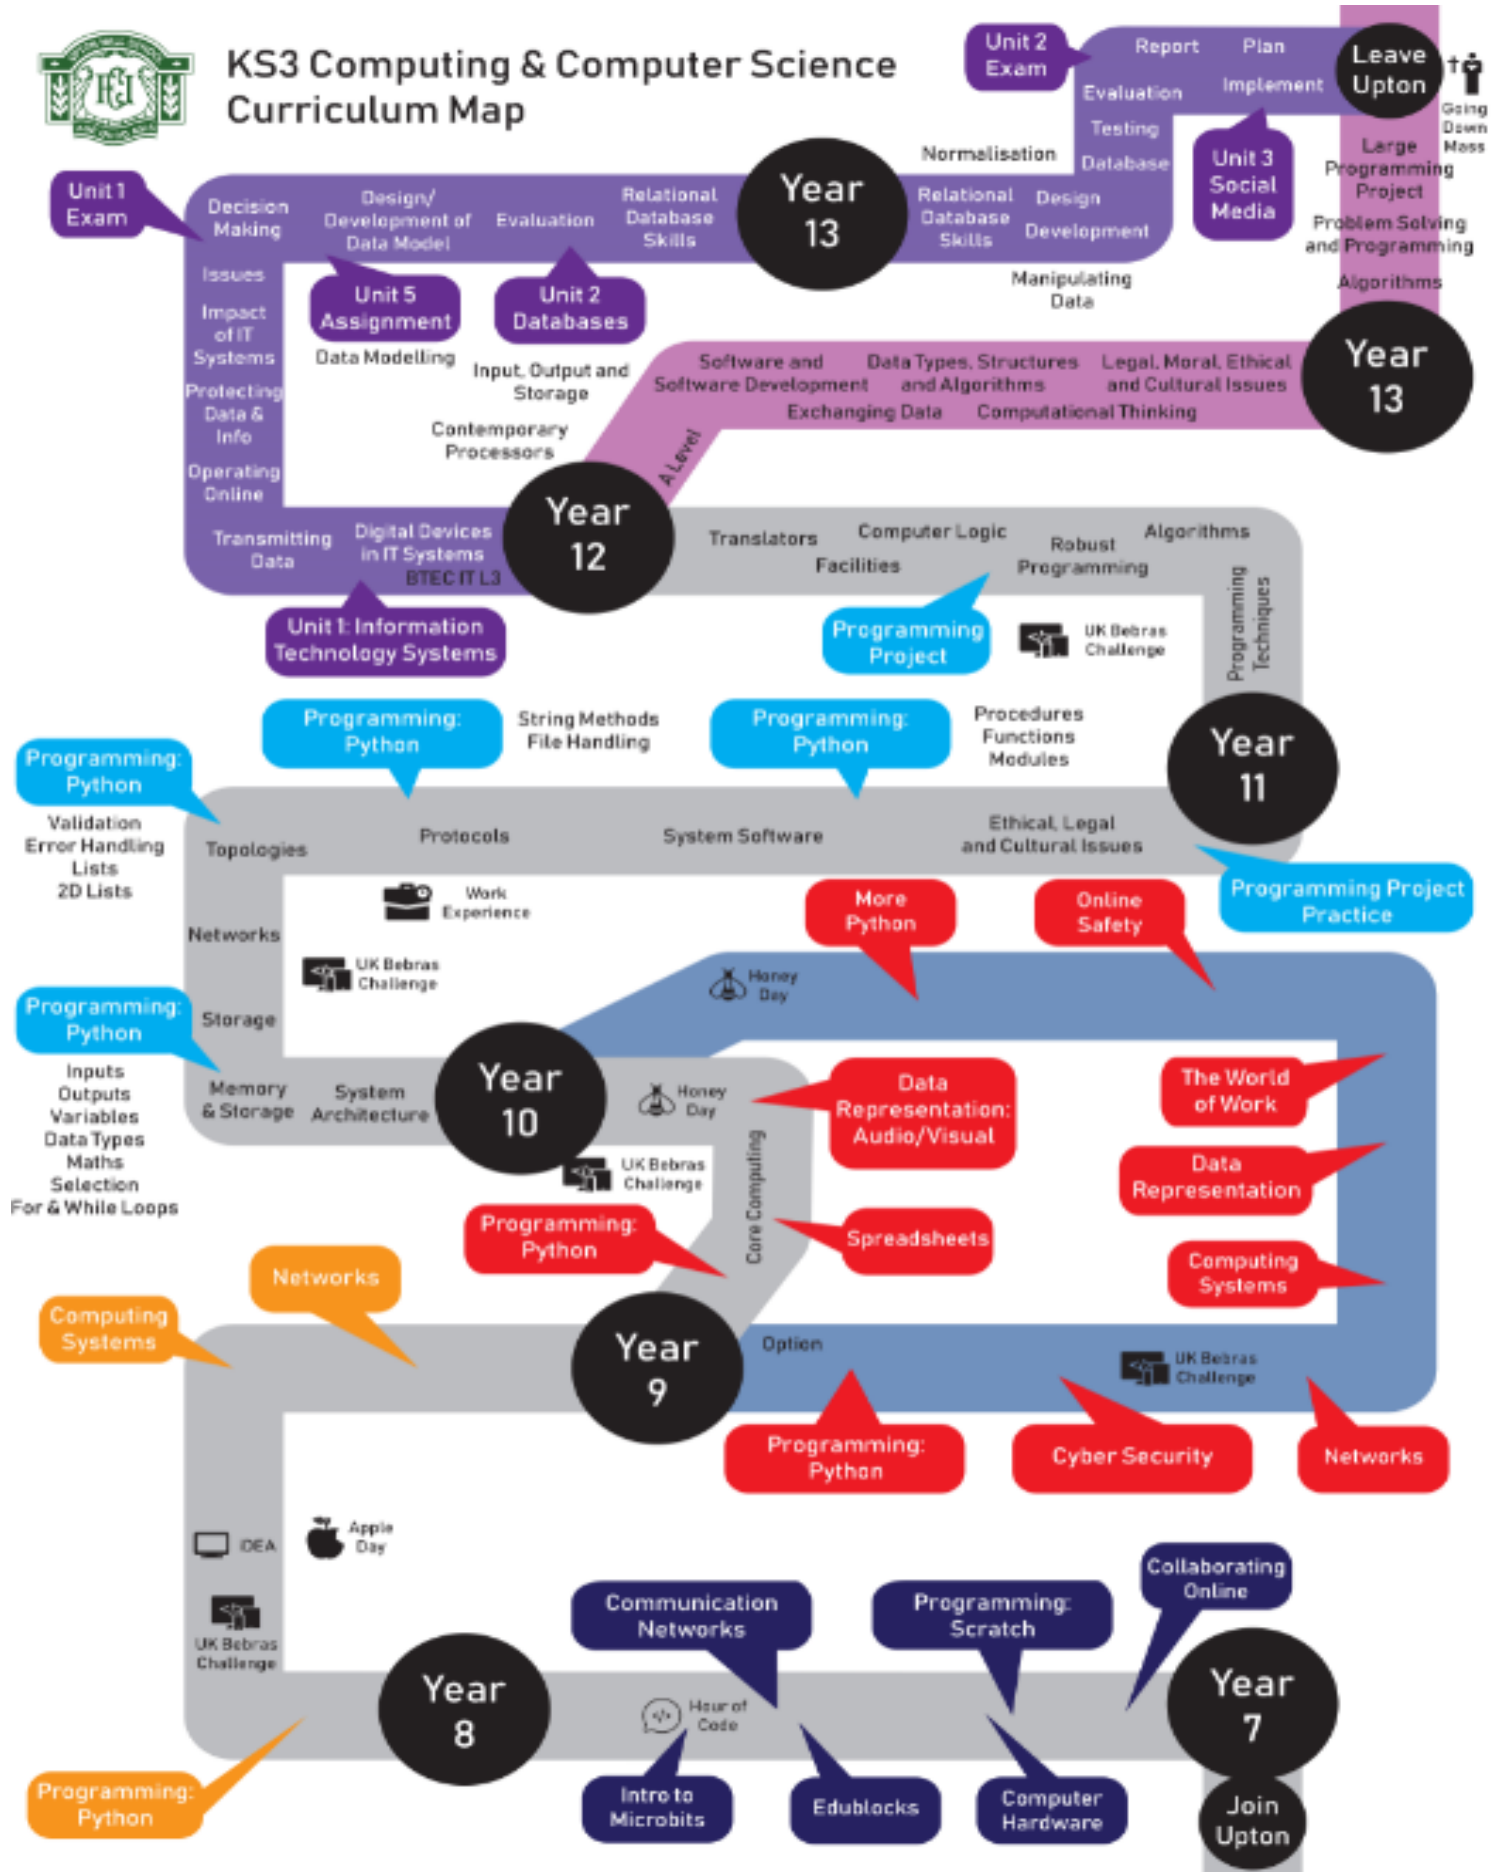 KS3 Computing & Computer Science
Curriculum Map
Unit 2
Exam
Report
Plan
Evaluation
Implement
Testing
Database
Leave
Upton
Going
Down
Mass
Unit 3
Social
Media
Large
Programming
Project
Problem Solving
and Programming
Algorithms
Unit 1
Exam
Decision
Making
Design/
Development of
Data Model
Evaluation
Relational
Database
Skills
Year
13
Normalisation
Relational
Database
Skills
Design
Development
Manipulating
Data
Issues
Impact
of IT
Systems
Protecting
Data &
Info
Operating
Online
Unit 5
Assignment
Data Modelling
Unit 2
Databases
Input, Output and
Storage
Contemporary
Processors
Software and
Software Development
Data Types, Structures
and Algorithms
Legal, Moral, Ethical
and Cultural Issues
Exchanging Data
Computational Thinking
Year
13
A Level
Transmitting
Data
Digital Devices
in IT Systems
BTEC IT L3
Year
12
Unit 1: Information
Technology Systems
Translators
Computer Logic
Facilities
Robust
Programming
Algorithms
Programming
Techniques
Programming
Project
UK Bebras
Challenge
Programming:
Python
String Methods
File Handling
Programming:
Python
Procedures
Functions
Modules
Year
11
Programming:
Python
Validation
Error Handling
Lists
2D Lists
Topologies
Protocols
System Software
Ethical, Legal
and Cultural Issues
Programming Project
Practice
Work
Experience
Networks
UK Bebras
Challenge
More
Python
Online
Safety
Honey
Day
Programming:
Python
Inputs
Outputs
Variables
Data Types
Maths
Selection
For & While Loops
Storage
Memory
& Storage
System
Architecture
Year
10
Honey
Day
Data
Representation:
Audio/Visual
The World
of Work
Data
Representation
UK Bebras
Challenge
Core Computing
Programming:
Python
Spreadsheets
Computing
Systems
Networks
Computing
Systems
Year
9
Option
UK Bebras
Challenge
Programming:
Python
Cyber Security
Networks
iDEA
Apple
Day
UK Bebras
Challenge
Communication
Networks
Programming:
Scratch
Collaborating
Online
Year
8
Hour of
Code
Year
7
Programming:
Python
Intro to
Microbits
Edublocks
Computer
Hardware
Join
Upton